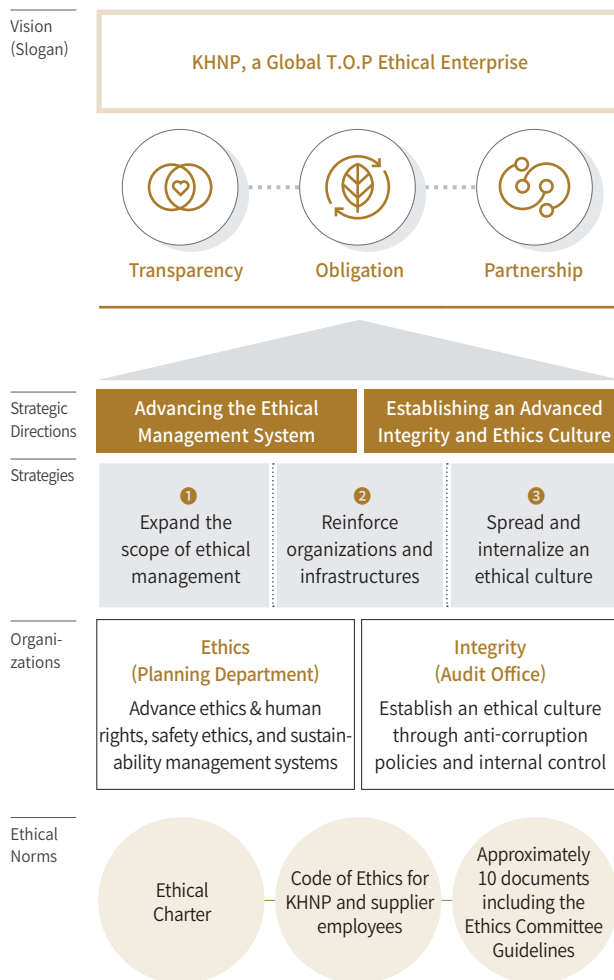 Vision
(Slogan)
KHNP, a Global T.O.P Ethical Enterprise
Transparency
Obligation
Partnership
Strategic
Directions
Advancing the Ethical
Management System
Establishing an Advanced
Integrity and Ethics Culture
Strategies
1
Expand the
scope of ethical
management
2
Reinforce
organizations and
infrastructures
3
Spread and
internalize an
ethical culture
Organi-
zations
Ethics
(Planning Department)
Advance ethics & human
rights, safety ethics, and sustain-
ability management systems
Integrity
(Audit Office)
Establish an ethical culture
through anti-corruption
policies and internal control
Ethical
Norms
Ethical
Charter
Code of Ethics for
KHNP and supplier
employees
Approximately
10 documents
including the
Ethics Committee
Guidelines